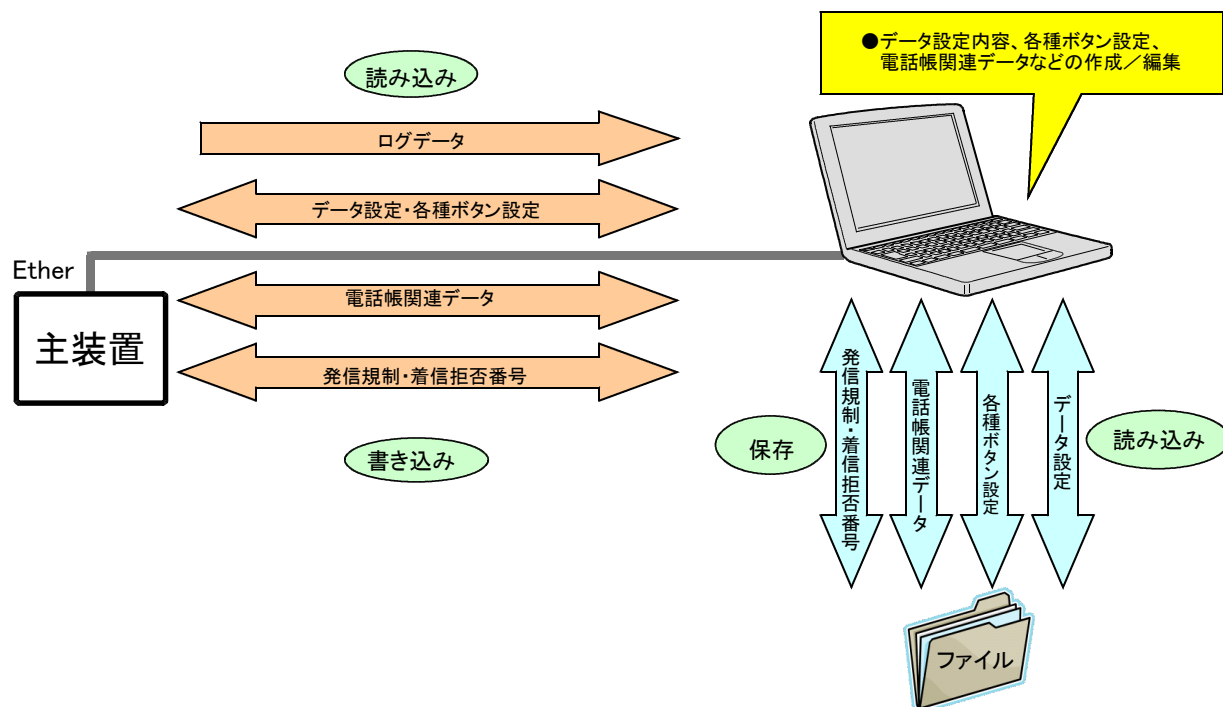 ●データ設定内容、各種ボタン設定、
電話帳関連データなどの作成／編集
読み込み
ログデータ
データ設定・各種ボタン設定
Ether
電話帳関連データ
主装置
発信規制・着信拒否番号
書き込み
保存
発信規制・着信拒否番号
電話帳関連データ
各種ボタン設定
データ設定
読み込み
ファイル